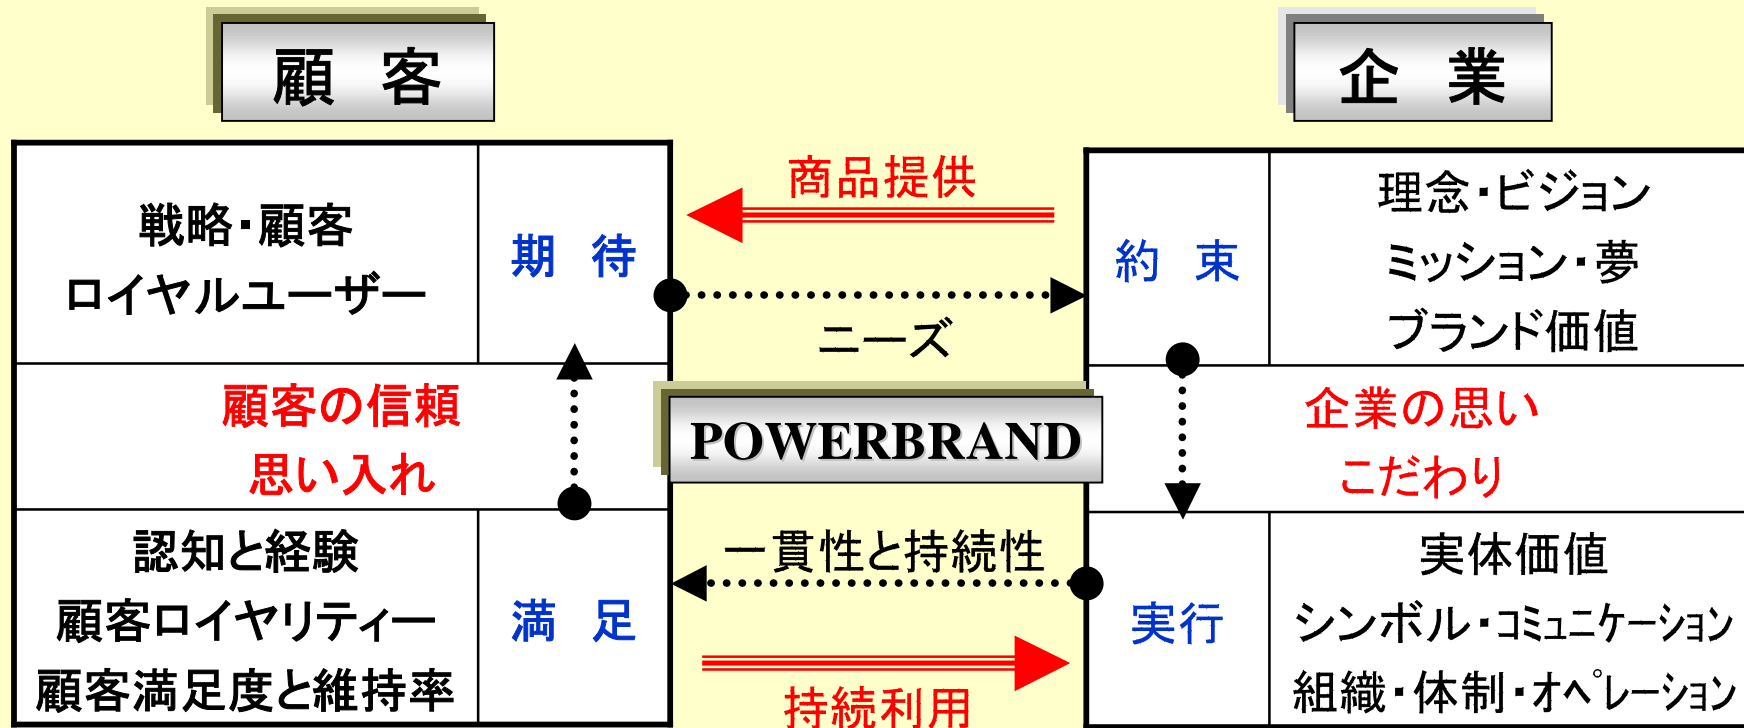 顧　客
企　業
戦略・顧客
ロイヤルユーザー
期　待
商品提供
ニーズ
約　束
理念・ビジョン
ミッション・夢
ブランド価値
顧客の信頼
思い入れ
POWERBRAND
企業の思い
こだわり
認知と経験
顧客ロイヤリティー
顧客満足度と維持率
満　足
一貫性と持続性
持続利用
実行
実体価値
シンボル・コミュニケーション
組織・体制・オペレーション